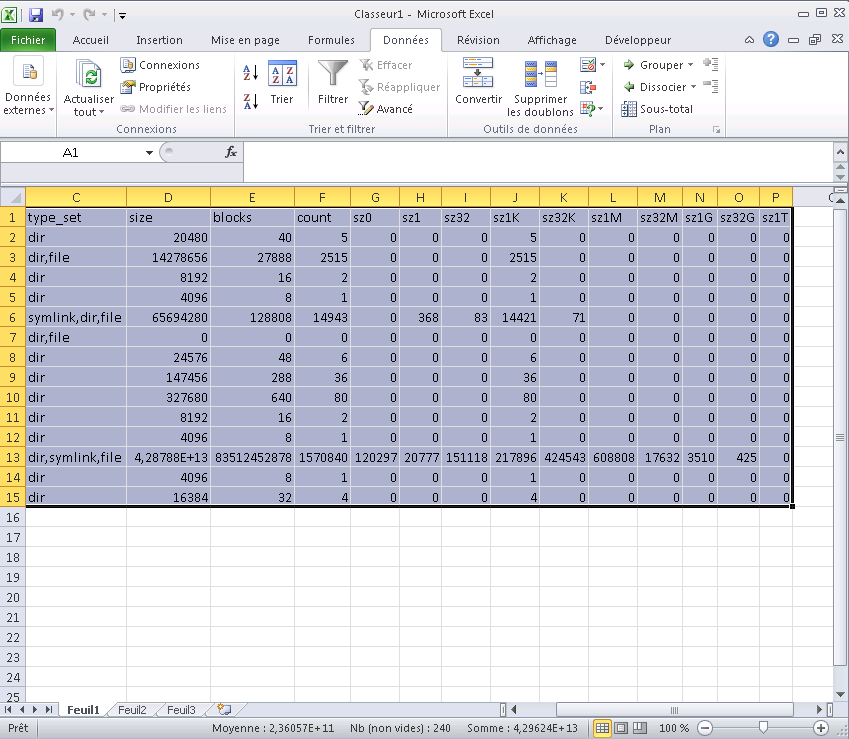 Classeur1 - Microsoft Excel
Fichier Accueil Insertion Mise en page Formules Données Révision Affichage Développeur
Données externes
Actualiser tout
Connexions
Propriétés
Modifier les liens
Connexions
Trier
Filtrer
Effacer
Réappliquer
Avancé
Trier et filtrer
Convertir
Supprimer les doublons
Outils de données
Grouper
Dissocier
Sous-total
Plan
A1 fx
C D E F G H I J K L M N O P
1 type_set size blocks count sz0 sz1 sz32 sz1K sz32K sz1M sz32M sz1G sz32G sz1T
2 dir 20480 40 5 0 0 0 5 0 0 0 0 0 0
3 dir,file 14278656 27888 2515 0 0 0 2515 0 0 0 0 0 0
4 dir 8192 16 2 0 0 0 2 0 0 0 0 0 0
5 dir 4096 8 1 0 0 0 1 0 0 0 0 0 0
6 symlink,dir,file 65694280 128808 14943 0 368 83 14421 71 0 0 0 0 0
7 dir,file 0 0 0 0 0 0 0 0 0 0 0 0 0
8 dir 24576 48 6 0 0 0 6 0 0 0 0 0 0
9 dir 147456 288 36 0 0 0 36 0 0 0 0 0 0
10 dir 327680 640 80 0 0 0 80 0 0 0 0 0 0
11 dir 8192 16 2 0 0 0 2 0 0 0 0 0 0
12 dir 4096 8 1 0 0 0 1 0 0 0 0 0 0
13 dir,symlink,file 4,28788E+13 83512452878 1570840 120297 20777 151118 217896 424543 608808 17632 3510 425 0
14 dir 4096 8 1 0 0 0 1 0 0 0 0 0 0
15 dir 16384 32 4 0 0 0 4 0 0 0 0 0 0
16
17
18
19
20
21
22
23
24
25
Feuil1 Feuil2 Feuil3
Prêt Moyenne : 2,36057E+11 Nb (non vides) : 240 Somme : 4,29624E+13 100 %